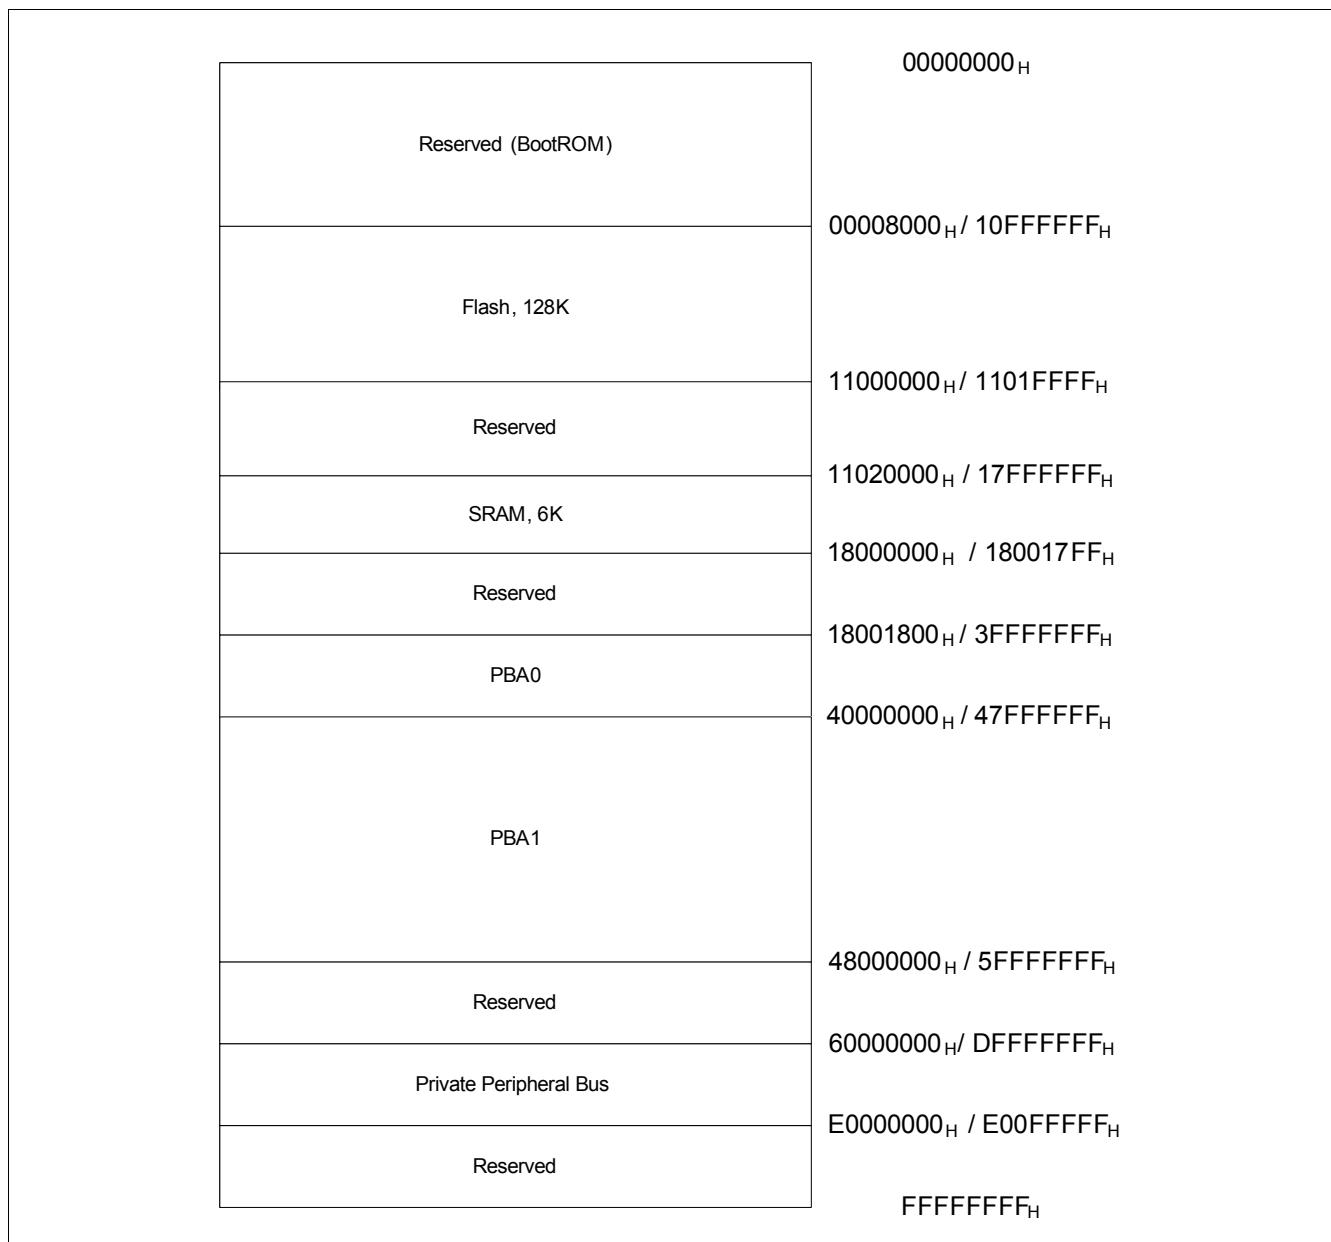 00000000H
Reserved (BootROM)
00008000H / 10FFFFFFH
Flash, 128K
11000000H / 1101FFFFH
Reserved
11020000H / 17FFFFFFH
SRAM, 6K
18000000H / 180017FFH
Reserved
18001800H / 3FFFFFFFH
PBA0
40000000H / 47FFFFFFH
PBA1
48000000H / 5FFFFFFFH
Reserved
60000000H/ DFFFFFFFH
Private Peripheral Bus
E0000000H / E00FFFFFH
Reserved
FFFFFFFFH